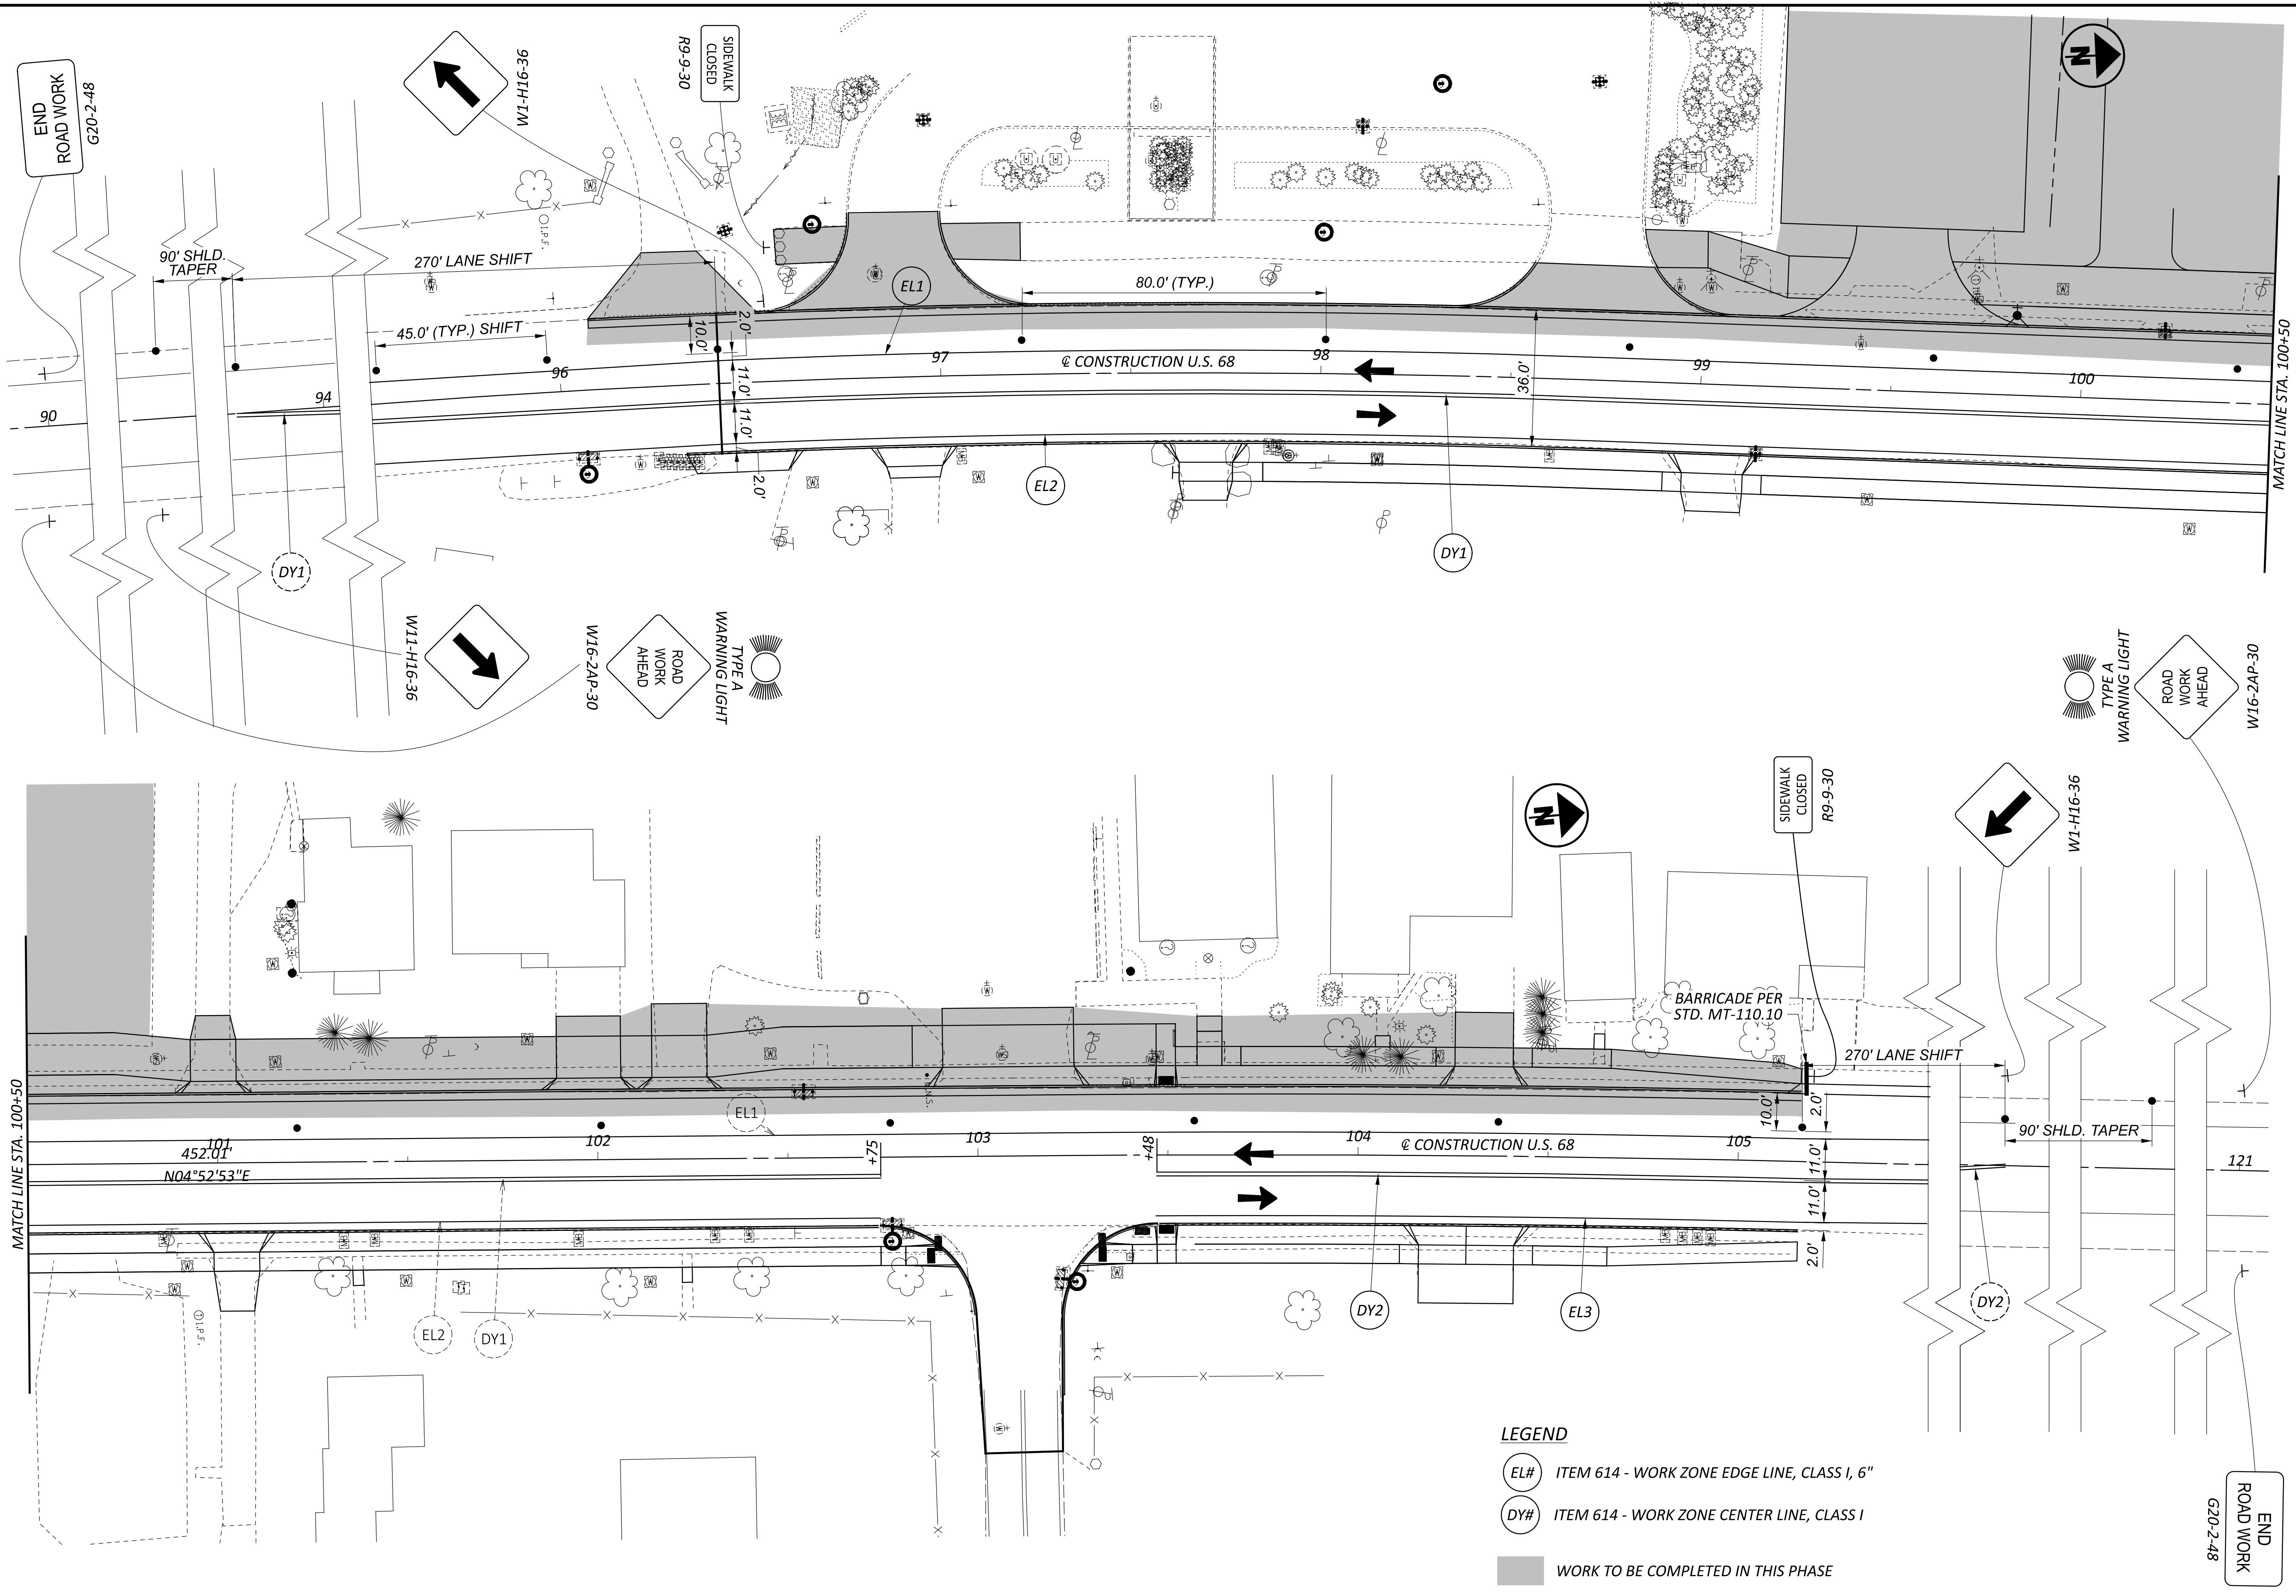 END
ROAD WORK
G20-2-48
W1-H16-36
SIDEWALK
CLOSED
R9-9-30
N
90' SHLD.
TAPER
270' LANE SHIFT
45.0' (TYP.) SHIFT
I.P.F.
EL1
80.0' (TYP.)
10.0'
2.0'
11.0'
11.0'
2.0'
36.0'
90
94
96
97
℄ CONSTRUCTION U.S. 68
98
99
100
MATCH LINE STA. 100+50
EL2
DY1
DY1
W11-H16-36
W16-2AP-30
ROAD
WORK
AHEAD
TYPE A
WARNING LIGHT
TYPE A
WARNING LIGHT
ROAD
WORK
AHEAD
W16-2AP-30
N
SIDEWALK
CLOSED
R9-9-30
W1-H16-36
BARRICADE PER
STD. MT-110.10
270' LANE SHIFT
90' SHLD. TAPER
MATCH LINE STA. 100+50
EL1
10.0'
2.0'
11.0'
11.0'
2.0'
101
452.01'
N04°52'53"E
102
+75
103
+48
104
℄ CONSTRUCTION U.S. 68
105
121
I.P.F.
EL2
DY1
DY2
EL3
DY2
END
ROAD WORK
G20-2-48
LEGEND
EL# ITEM 614 - WORK ZONE EDGE LINE, CLASS I, 6"
DY# ITEM 614 - WORK ZONE CENTER LINE, CLASS I
WORK TO BE COMPLETED IN THIS PHASE